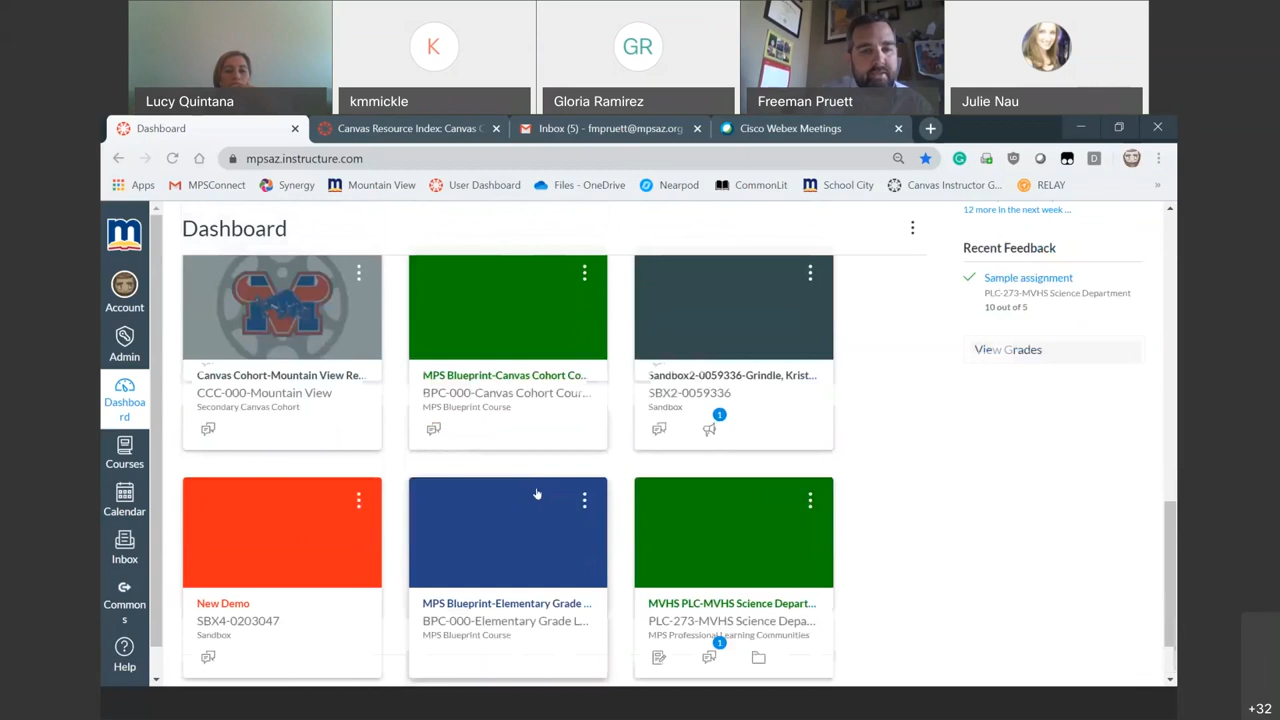 K
GR
Lucy Quintana
kmmickle
Gloria Ramirez
Freeman Pruett
Julie Nau
Dashboard
Canvas Resource Index: Canvas C
Inbox (5) - fmpruett@mpsaz.org
Cisco Webex Meetings
mpsaz.instructure.com
Apps
MPSConnect
Synergy
Mountain View
User Dashboard
Files - OneDrive
Nearpod
CommonLit
School City
Canvas Instructor G...
RELAY
Dashboard
12 more in the next week ...
Recent Feedback
Sample assignment
PLC-273-MVHS Science Department
10 out of 5
View Grades
Account
Admin
Dashboa
rd
Courses
Calendar
Inbox
Common
s
Help
Canvas Cohort-Mountain View Re...
CCC-000-Mountain View
Secondary Canvas Cohort
MPS Blueprint-Canvas Cohort Co...
BPC-000-Canvas Cohort Cour...
MPS Blueprint Course
Sandbox2-0059336-Grindle, Krist...
SBX2-0059336
Sandbox
1
New Demo
SBX4-0203047
Sandbox
MPS Blueprint-Elementary Grade ...
BPC-000-Elementary Grade L...
MPS Blueprint Course
MVHS PLC-MVHS Science Depart...
PLC-273-MVHS Science Depa...
MPS Professional Learning Communities
1
+32